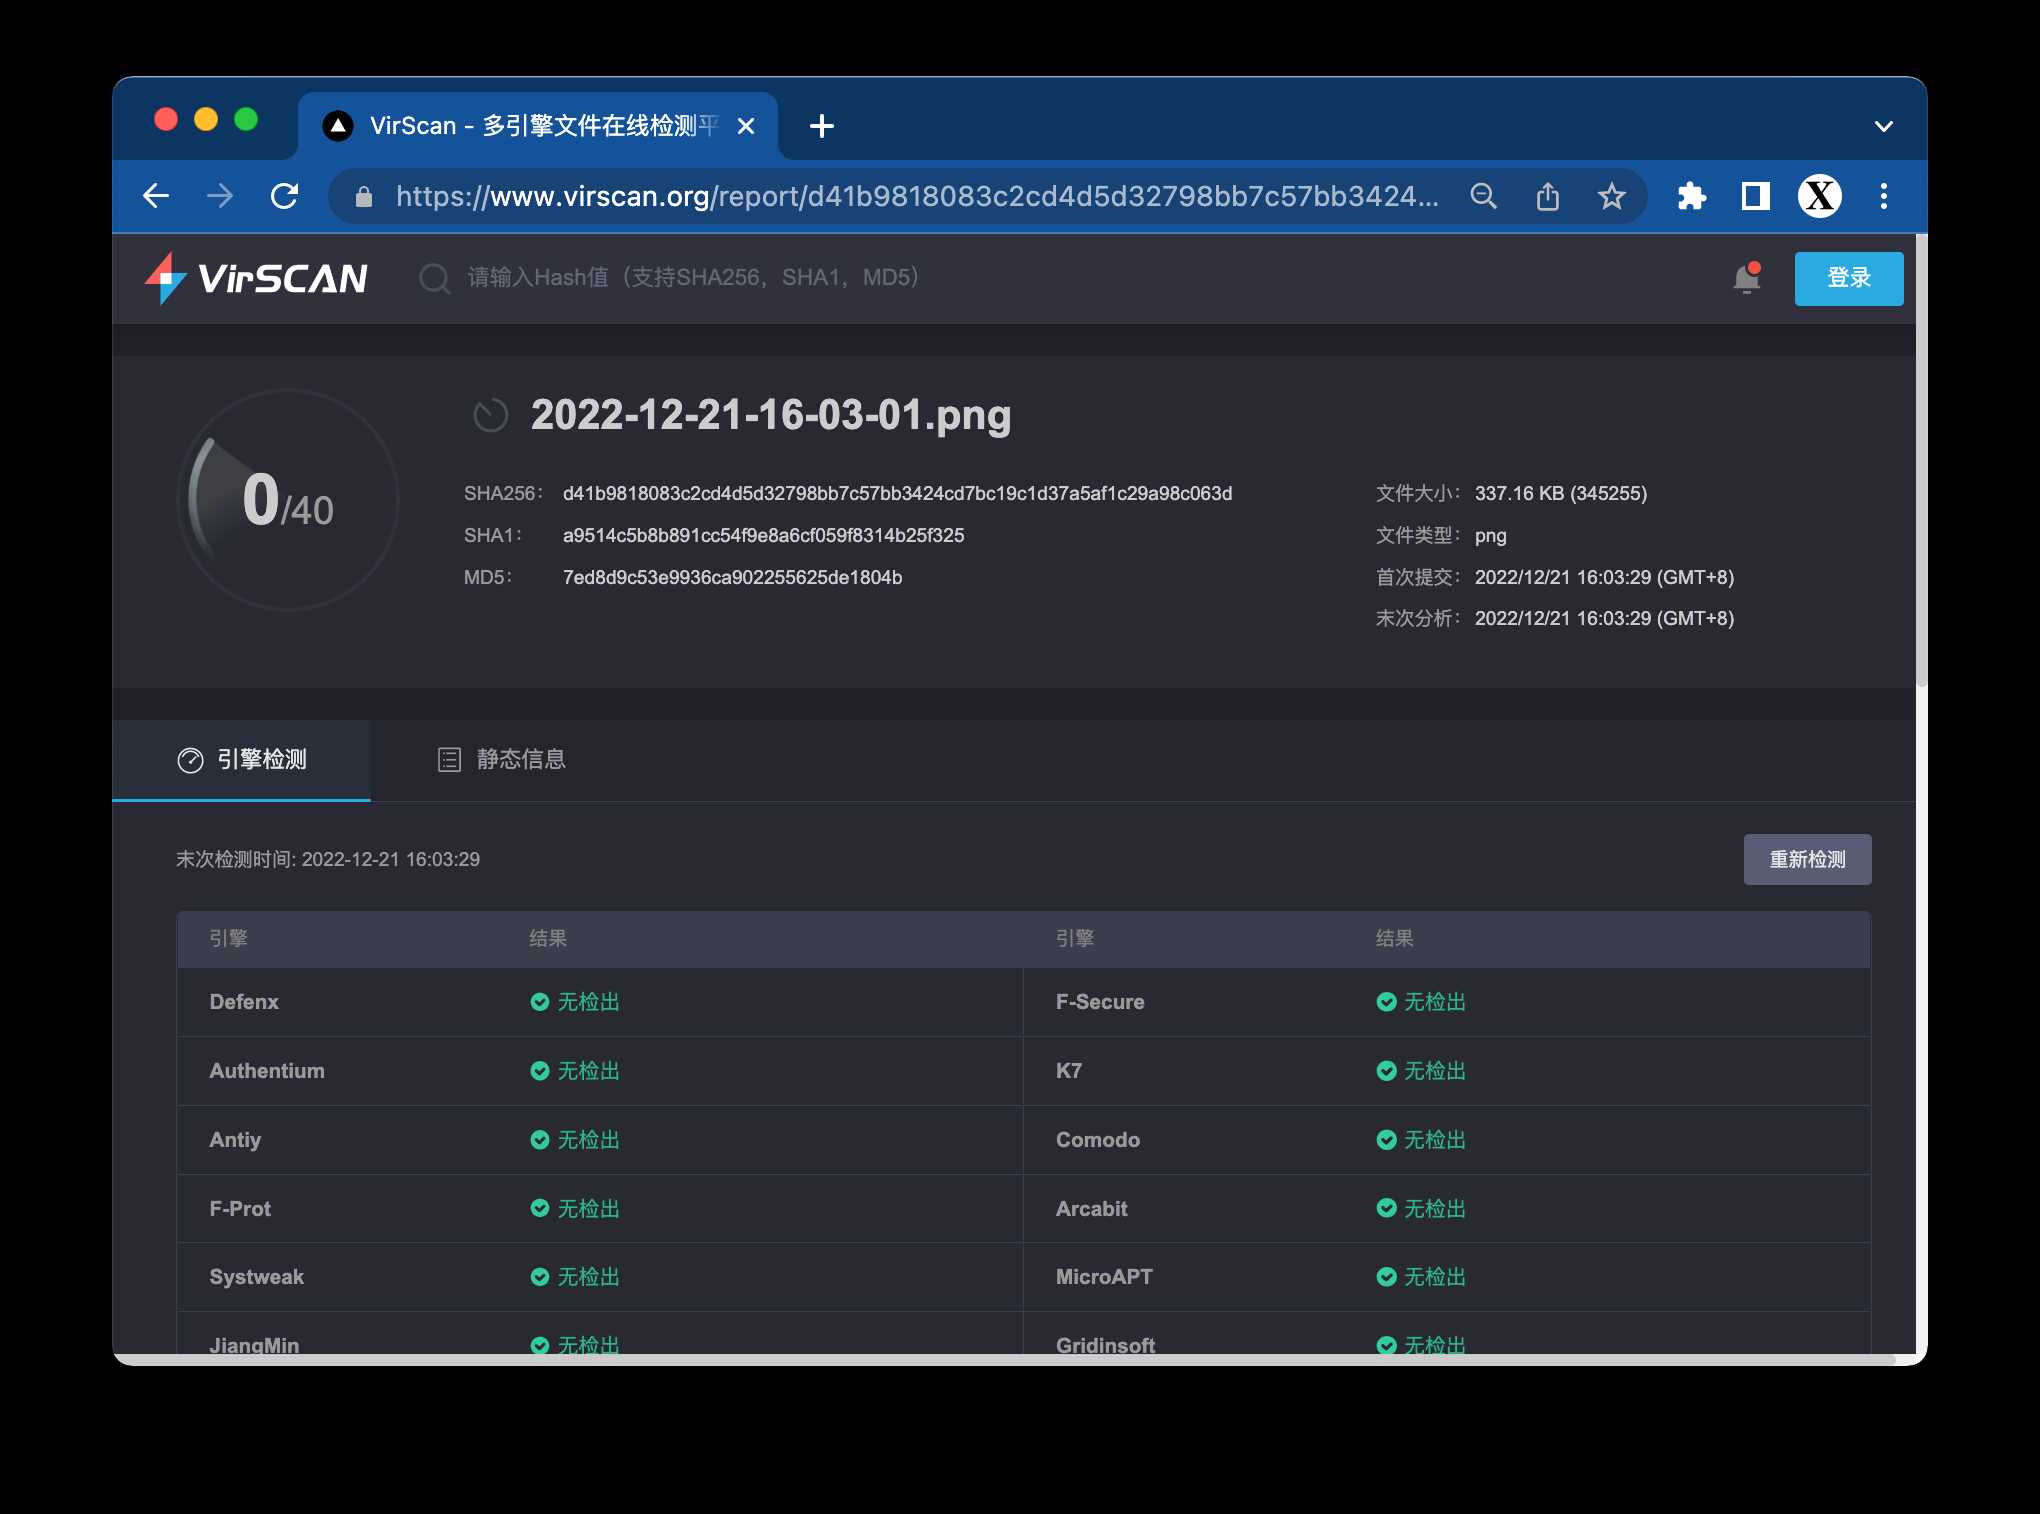 VirScan - 多引擎文件在线检测平
https://www.virscan.org/report/d41b9818083c2cd4d5d32798bb7c57bb3424...
X
VirSCAN
请输入Hash值（支持SHA256，SHA1，MD5）
登录
2022-12-21-16-03-01.png
0/40
SHA256： d41b9818083c2cd4d5d32798bb7c57bb3424cd7bc19c1d37a5af1c29a98c063d
文件大小： 337.16 KB (345255)
SHA1： a9514c5b8b891cc54f9e8a6cf059f8314b25f325
文件类型： png
MD5： 7ed8d9c53e9936ca902255625de1804b
首次提交： 2022/12/21 16:03:29 (GMT+8)
末次分析： 2022/12/21 16:03:29 (GMT+8)
引擎检测
静态信息
末次检测时间: 2022-12-21 16:03:29
重新检测
引擎 结果 引擎 结果
Defenx 无检出 F-Secure 无检出
Authentium 无检出 K7 无检出
Antiy 无检出 Comodo 无检出
F-Prot 无检出 Arcabit 无检出
Systweak 无检出 MicroAPT 无检出
JiangMin 无检出 Gridinsoft 无检出